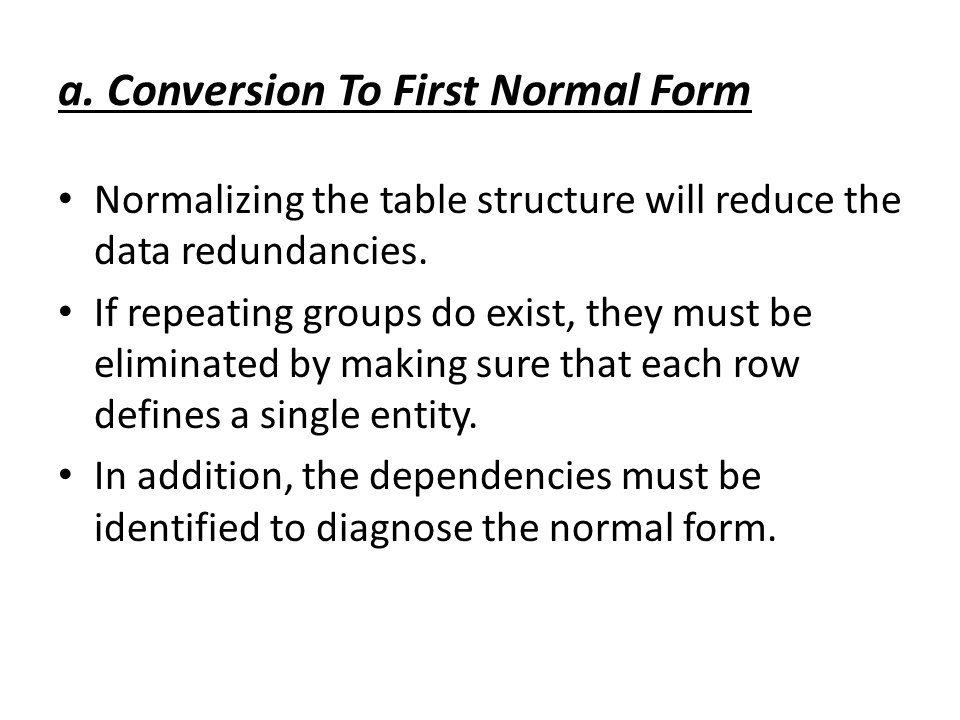 a. Conversion To First Normal Form
• Normalizing the table structure will reduce the
data redundancies.
• If repeating groups do exist, they must be
eliminated by making sure that each row
defines a single entity.
• In addition, the dependencies must be
identified to diagnose the normal form.